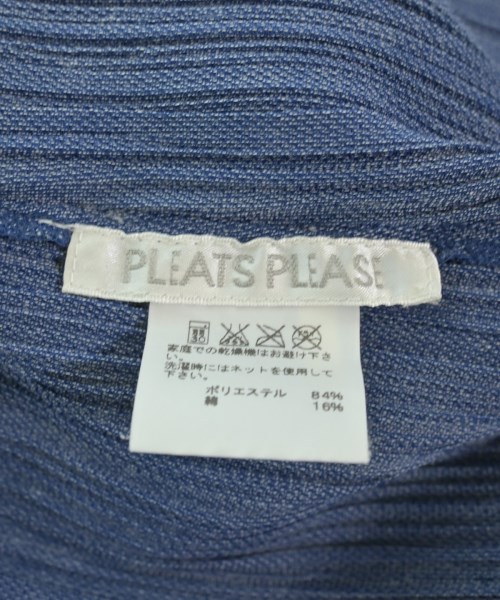 PLEATS PLEASE
家庭での乾燥機はお避け下さ
い。
洗濯時にはネットを使用して
下さい。
ポリエステル 84%
綿 16%